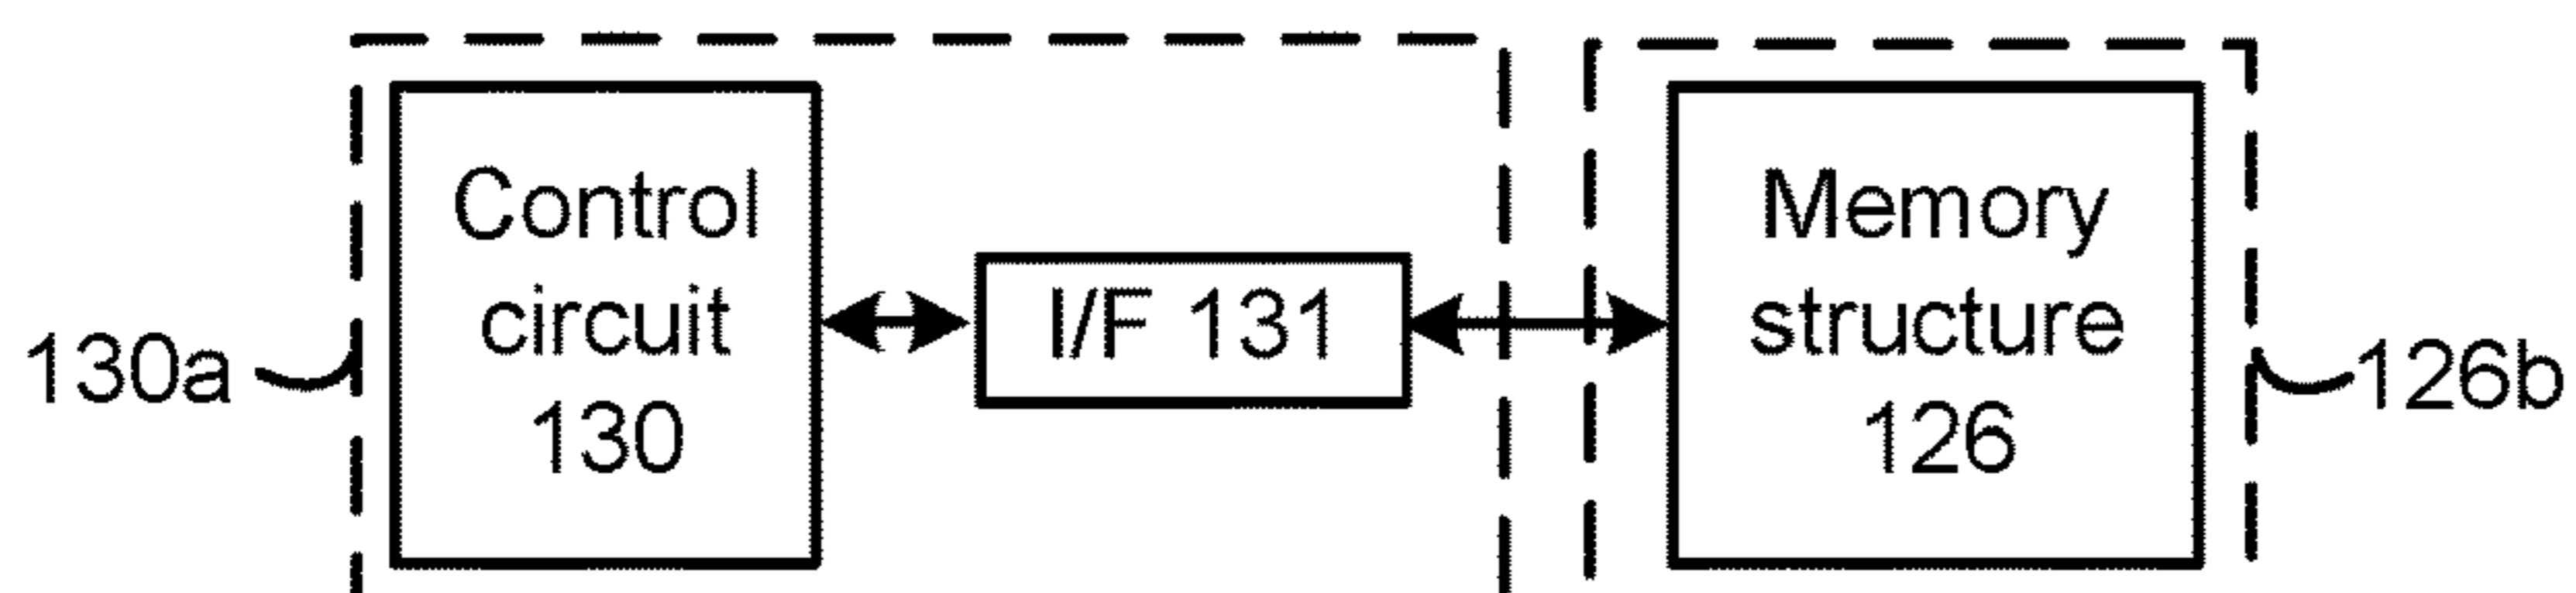 Control
circuit
130
I/F 131
Memory
structure
126
130a
126b